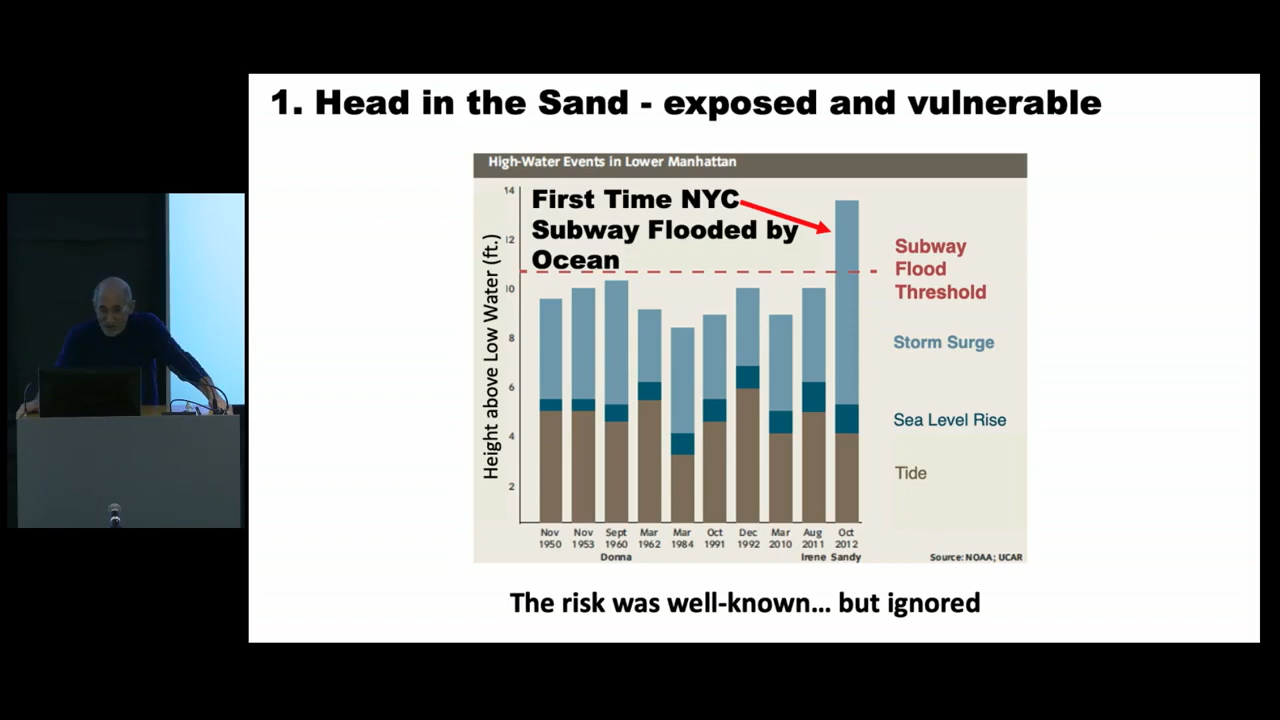 1. Head in the Sand - exposed and vulnerable
High-Water Events in Lower Manhattan
First Time NYC
Subway Flooded by
Ocean
Height above Low Water (ft.)
14
12
10
8
6
4
2
Subway
Flood
Threshold
Storm Surge
Sea Level Rise
Tide
Nov 1950
Nov 1953
Sept 1960 Donna
Mar 1962
Mar 1984
Oct 1991
Dec 1992
Mar 2010
Aug 2011 Irene
Oct 2012 Sandy
Source: NOAA; UCAR
The risk was well-known... but ignored